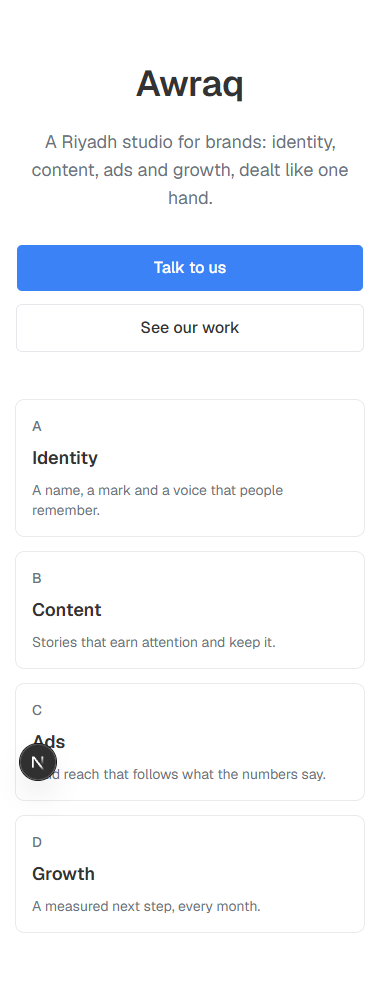 Awraq
A Riyadh studio for brands: identity,
content, ads and growth, dealt like one
hand.
Talk to us
See our work
A
Identity
A name, a mark and a voice that people
remember.
B
Content
Stories that earn attention and keep it.
C
Ads
reach that follows what the numbers say.
D
Growth
A measured next step, every month.